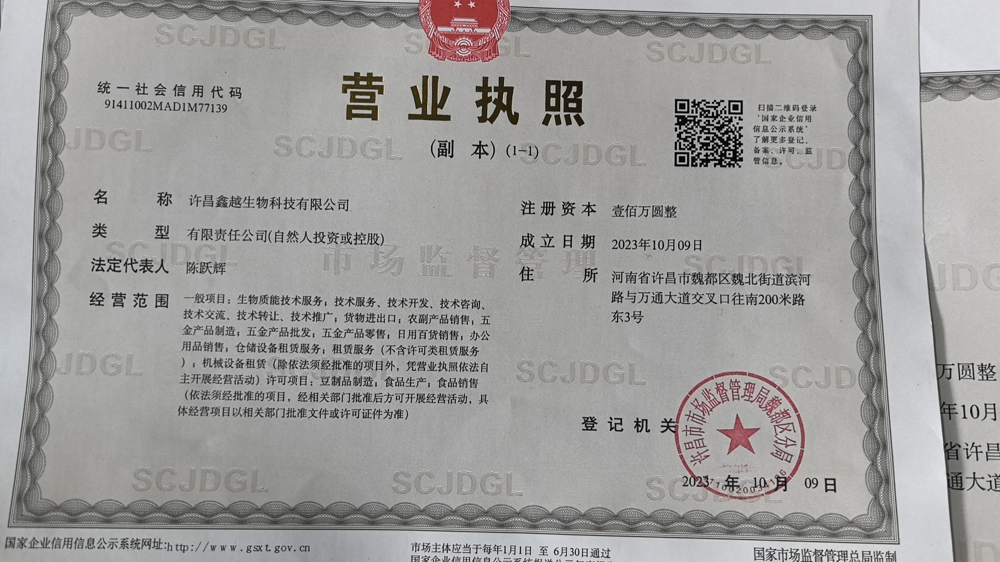 统一社会信用代码
91411002MAD1M77139
营业执照
（副 本）(1-1)
扫描二维码登录
‘国家企业信用
信息公示系统’
了解更多登记、
备案、许可、监
管信息。
名 称 许昌鑫越生物科技有限公司
类 型 有限责任公司(自然人投资或控股)
法定代表人 陈跃辉
经营范围 一般项目：生物质能技术服务；技术服务、技术开发、技术咨询、
技术交流、技术转让、技术推广；货物进出口；农副产品销售；五
金产品制造；五金产品批发；五金产品零售；日用百货销售；办公
用品销售；仓储设备租赁服务；租赁服务（不含许可类租赁服务
）；机械设备租赁（除依法须经批准的项目外，凭营业执照依法自
主开展经营活动）许可项目：豆制品制造；食品生产；食品销售
（依法须经批准的项目，经相关部门批准后方可开展经营活动，具
体经营项目以相关部门批准文件或许可证件为准）
注册资本 壹佰万圆整
成立日期 2023年10月09日
住 所 河南省许昌市魏都区魏北街道滨河
路与万通大道交叉口往南200米路
东3号
登记机关
许昌市市场监督管理局魏都区分局
2023 年 10 月 09 日
国家企业信用信息公示系统网址:http://www.gsxt.gov.cn
市场主体应当于每年1月1日 至 6月30日通过
国家市场监督管理总局监制
SCJDGL
市场监督管理
万圆整
年10月
省许昌
通大道